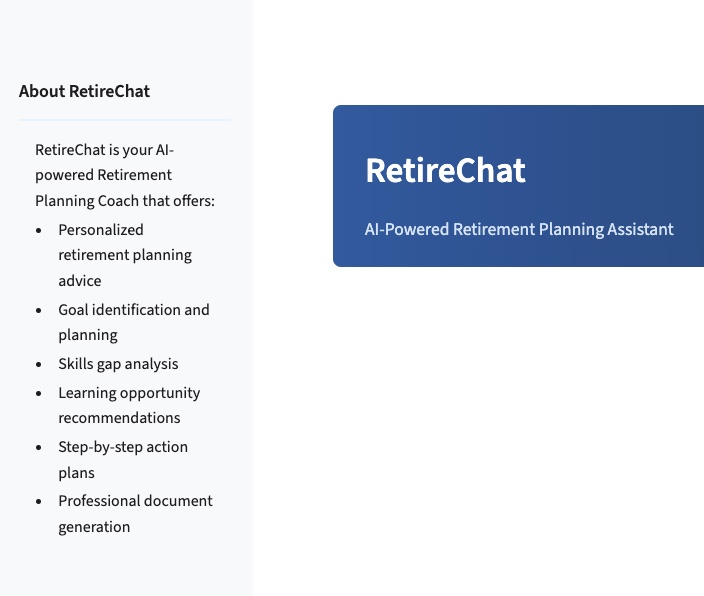 About RetireChat
RetireChat is your AI-
powered Retirement
Planning Coach that offers:
• Personalized
retirement planning
advice
• Goal identification and
planning
• Skills gap analysis
• Learning opportunity
recommendations
• Step-by-step action
plans
• Professional document
generation
RetireChat
AI-Powered Retirement Planning Assistant